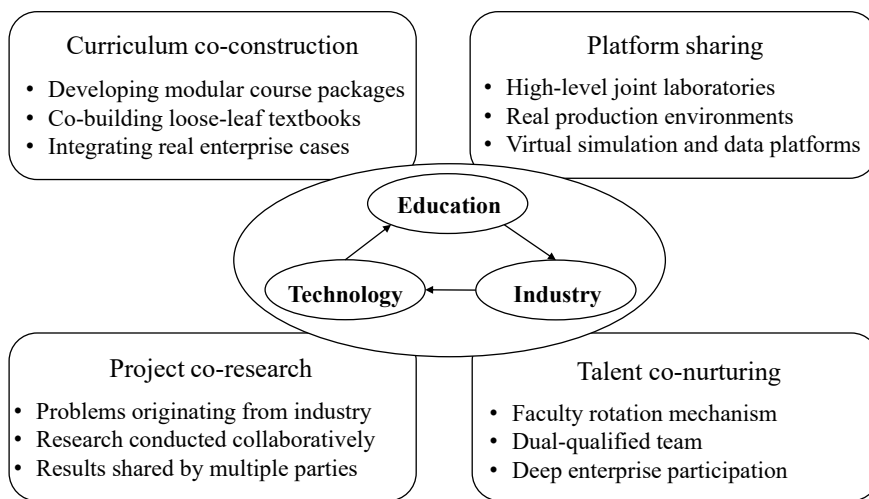 Curriculum co-construction
• Developing modular course packages
• Co-building loose-leaf textbooks
• Integrating real enterprise cases
Platform sharing
• High-level joint laboratories
• Real production environments
• Virtual simulation and data platforms
Education
Technology
Industry
Project co-research
• Problems originating from industry
• Research conducted collaboratively
• Results shared by multiple parties
Talent co-nurturing
• Faculty rotation mechanism
• Dual-qualified team
• Deep enterprise participation